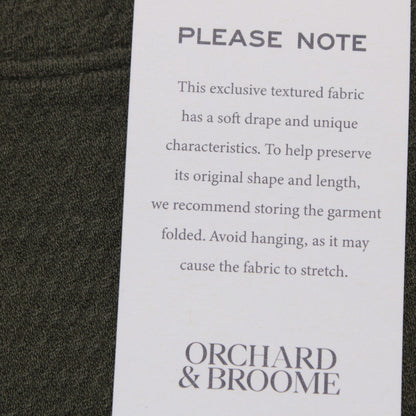 PLEASE NOTE
This exclusive textured fabric
has a soft drape and unique
characteristics. To help preserve
its original shape and length,
we recommend storing the garment
folded. Avoid hanging, as it may
cause the fabric to stretch.
ORCHARD
& BROOME